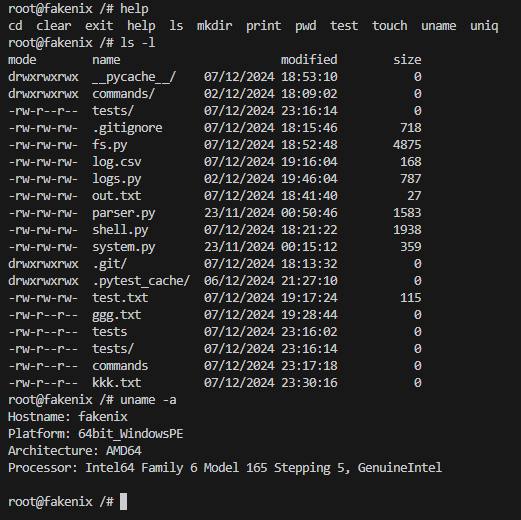 root@fakenix /# help
cd  clear  exit  help  ls  mkdir  print  pwd  test  touch  uname  uniq
root@fakenix /# ls -l
mode        name                       modified        size
drwxrwxrwx  __pycache__/    07/12/2024 18:53:10           0
drwxrwxrwx  commands/       02/12/2024 18:09:02           0
-rw-r--r--  tests/          07/12/2024 23:16:14           0
-rw-rw-rw-  .gitignore      07/12/2024 18:15:46         718
-rw-rw-rw-  fs.py           07/12/2024 18:52:48        4875
-rw-rw-rw-  log.csv         07/12/2024 19:16:04         168
-rw-rw-rw-  logs.py         02/12/2024 19:46:04         787
-rw-rw-rw-  out.txt         07/12/2024 18:41:40          27
-rw-rw-rw-  parser.py       23/11/2024 00:50:46        1583
-rw-rw-rw-  shell.py        07/12/2024 18:21:22        1938
-rw-rw-rw-  system.py       23/11/2024 00:15:12         359
drwxrwxrwx  .git/           07/12/2024 18:13:32           0
drwxrwxrwx  .pytest_cache/  06/12/2024 21:27:10           0
-rw-rw-rw-  test.txt        07/12/2024 19:17:24         115
-rw-r--r--  ggg.txt         07/12/2024 19:28:44           0
-rw-r--r--  tests           07/12/2024 23:16:02           0
-rw-r--r--  tests/          07/12/2024 23:16:14           0
-rw-r--r--  commands        07/12/2024 23:17:18           0
-rw-r--r--  kkk.txt         07/12/2024 23:30:16           0
root@fakenix /# uname -a
Hostname: fakenix
Platform: 64bit_WindowsPE
Architecture: AMD64
Processor: Intel64 Family 6 Model 165 Stepping 5, GenuineIntel
root@fakenix /#